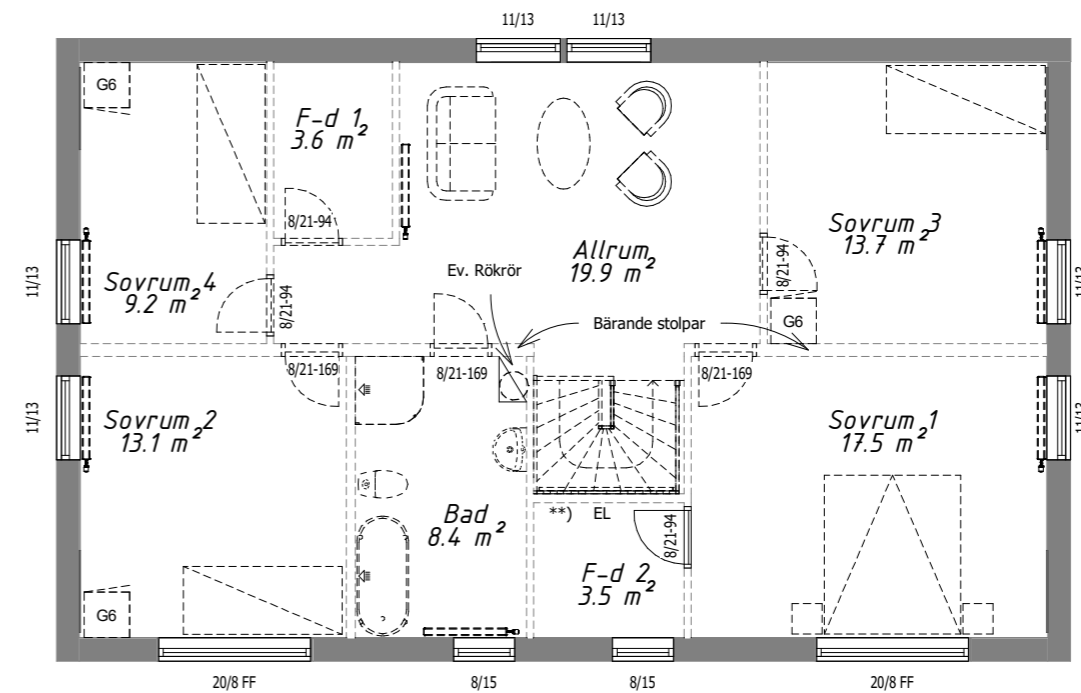 11/13
11/13
G6
F-d 1
3.6 m²
8/21-94
Allrum
19.9 m²
Sovrum 3
13.7 m²
8/21-94
11/13
Sovrum 4
9.2 m²
8/21-94
Ev. Rökrör
Bärande stolpar
G6
11/13
8/21-169
8/21-169
8/21-169
11/13
Sovrum 2
13.1 m²
Sovrum 1
17.5 m²
11/13
Bad
8.4 m²
**) EL
8/21-94
F-d 2
3.5 m²
G6
20/8 FF
8/15
8/15
20/8 FF